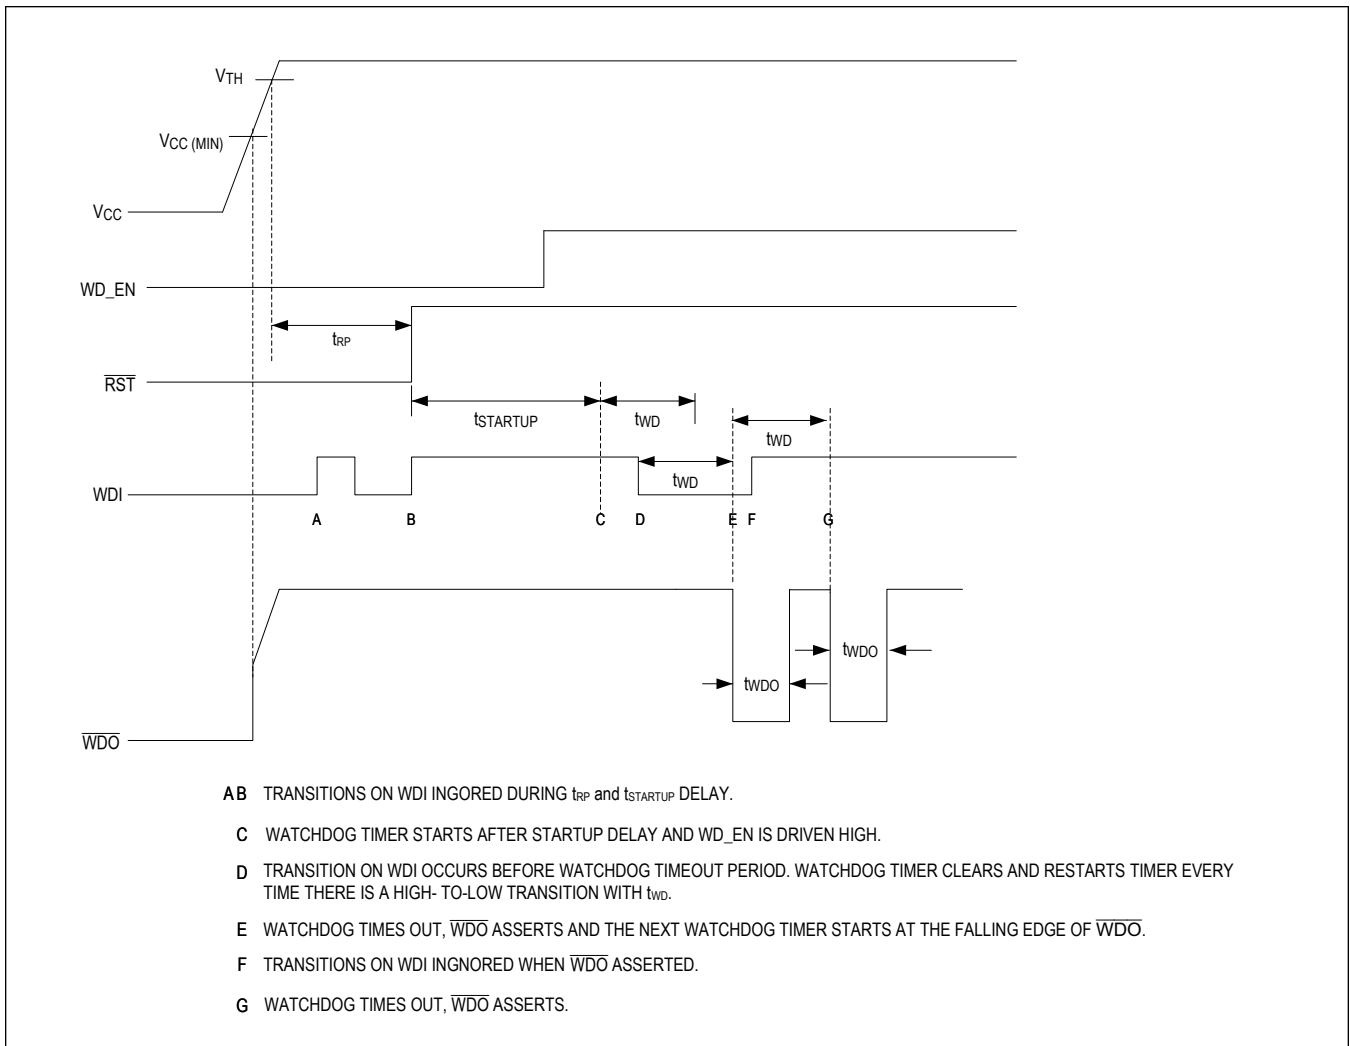 VTH
VCC (MIN)
VCC
WD_EN
tRP
RST
tSTARTUP
tWD
tWD
tWD
WDI
A B C D E F G
tWDO
tWDO
WDO
A B TRANSITIONS ON WDI INGORED DURING tRP and tSTARTUP DELAY.
C WATCHDOG TIMER STARTS AFTER STARTUP DELAY AND WD_EN IS DRIVEN HIGH.
D TRANSITION ON WDI OCCURS BEFORE WATCHDOG TIMEOUT PERIOD. WATCHDOG TIMER CLEARS AND RESTARTS TIMER EVERY
TIME THERE IS A HIGH- TO-LOW TRANSITION WITH tWD.
E WATCHDOG TIMES OUT, WDO ASSERTS AND THE NEXT WATCHDOG TIMER STARTS AT THE FALLING EDGE OF WDO.
F TRANSITIONS ON WDI INGNORED WHEN WDO ASSERTED.
G WATCHDOG TIMES OUT, WDO ASSERTS.